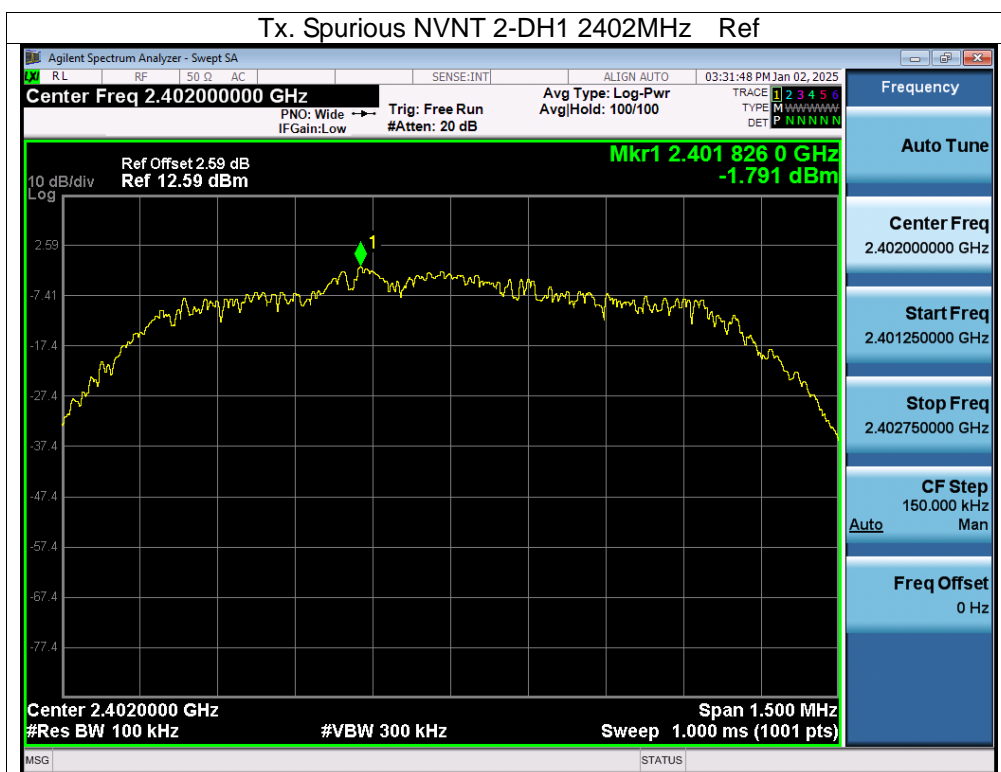 Tx. Spurious NVNT 2-DH1 2402MHz Ref
Agilent Spectrum Analyzer - Swept SA
LXI RL RF 50 Ω AC SENSE:INT ALIGN AUTO 03:31:48 PM Jan 02, 2025
Center Freq 2.402000000 GHz
PNO: Wide
IFGain:Low
Trig: Free Run
#Atten: 20 dB
Avg Type: Log-Pwr
Avg|Hold: 100/100
TRACE 1 2 3 4 5 6
TYPE M WWWWW
DET P N N N N N
Ref Offset 2.59 dB
10 dB/div Ref 12.59 dBm
Log
Mkr1 2.401 826 0 GHz
-1.791 dBm
1
2.59
-7.41
-17.4
-27.4
-37.4
-47.4
-57.4
-67.4
-77.4
Center 2.4020000 GHz Span 1.500 MHz
#Res BW 100 kHz #VBW 300 kHz Sweep 1.000 ms (1001 pts)
MSG STATUS
Frequency
Auto Tune
Center Freq
2.402000000 GHz
Start Freq
2.401250000 GHz
Stop Freq
2.402750000 GHz
CF Step
150.000 kHz
Auto Man
Freq Offset
0 Hz